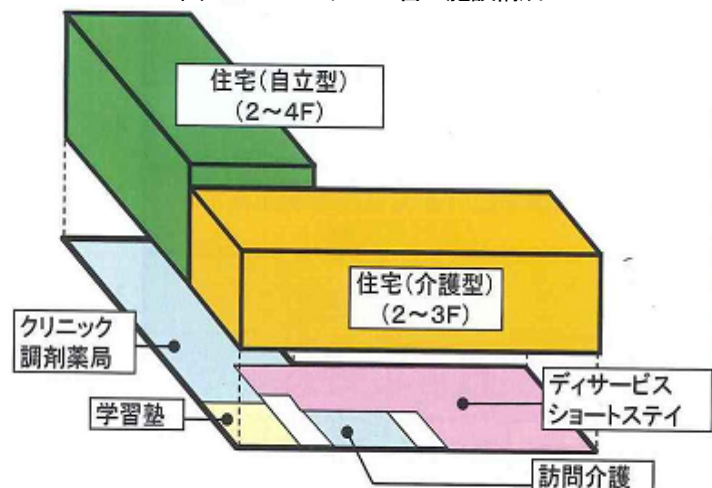 住宅(自立型)
(2～4F)
住宅(介護型)
(2～3F)
クリニック
調剤薬局
学習塾
ディサービス
ショートステイ
訪問介護